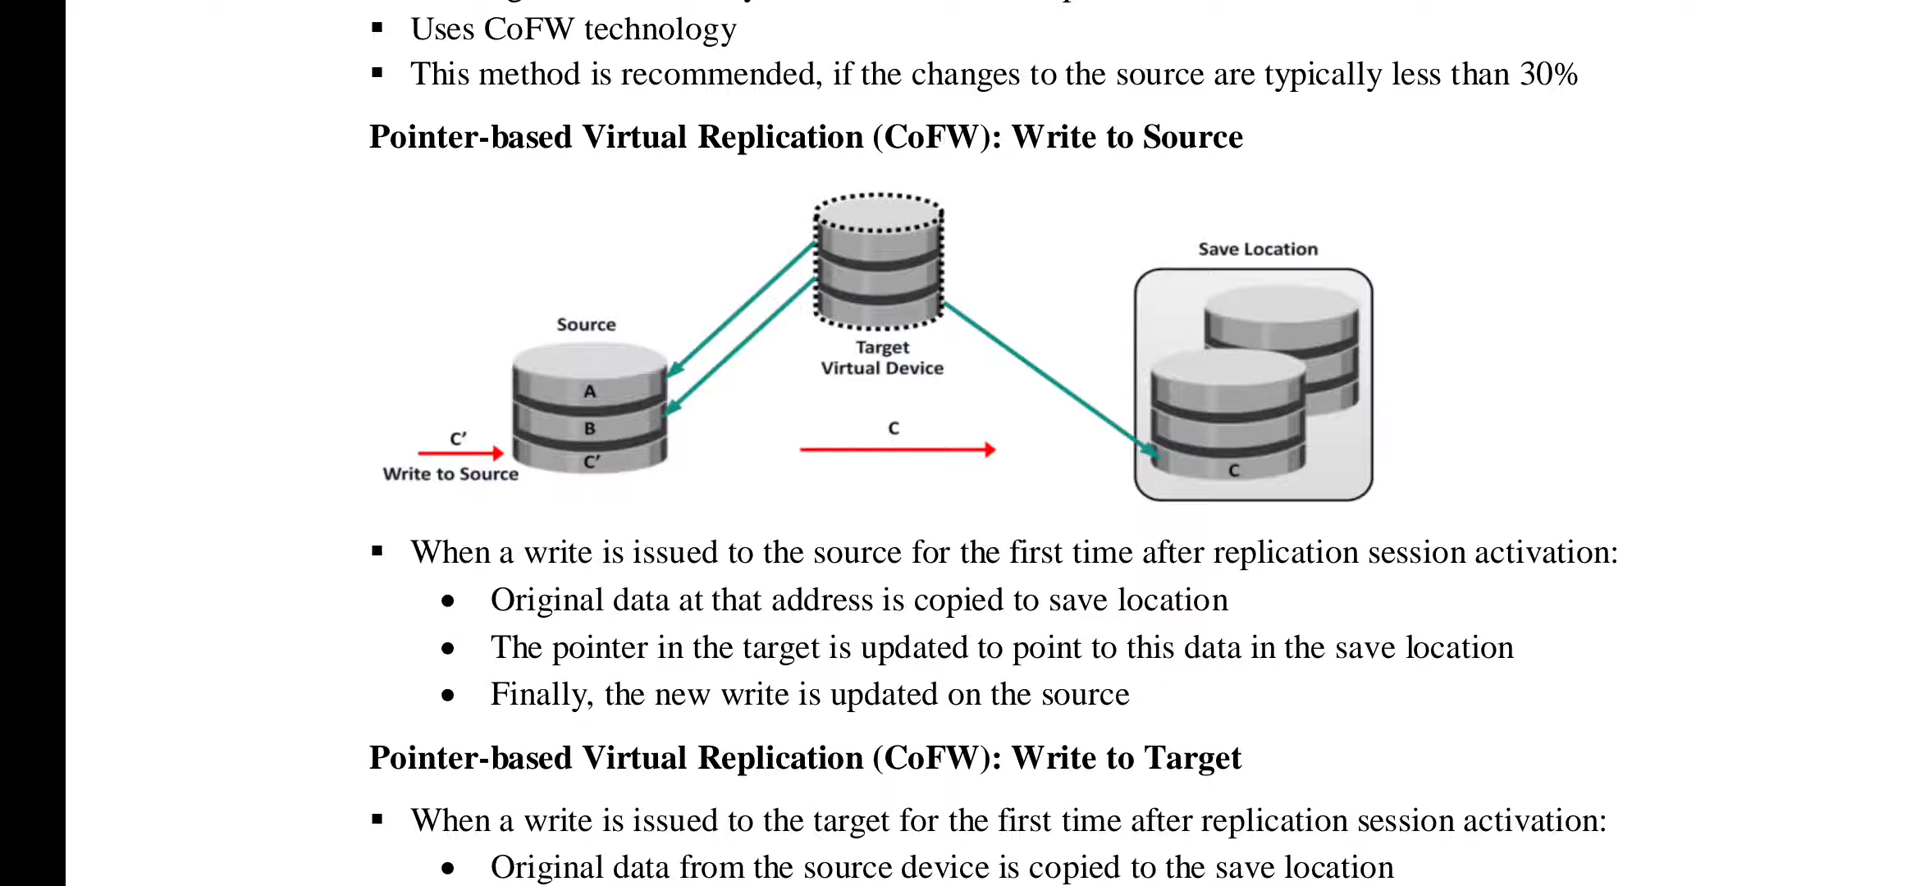 ▪ Uses CoFW technology
▪ This method is recommended, if the changes to the source are typically less than 30%
Pointer-based Virtual Replication (CoFW): Write to Source
Save Location
Source
Target
Virtual Device
A
B
C'
C'
Write to Source
C
C
▪ When a write is issued to the source for the first time after replication session activation:
• Original data at that address is copied to save location
• The pointer in the target is updated to point to this data in the save location
• Finally, the new write is updated on the source
Pointer-based Virtual Replication (CoFW): Write to Target
▪ When a write is issued to the target for the first time after replication session activation:
• Original data from the source device is copied to the save location